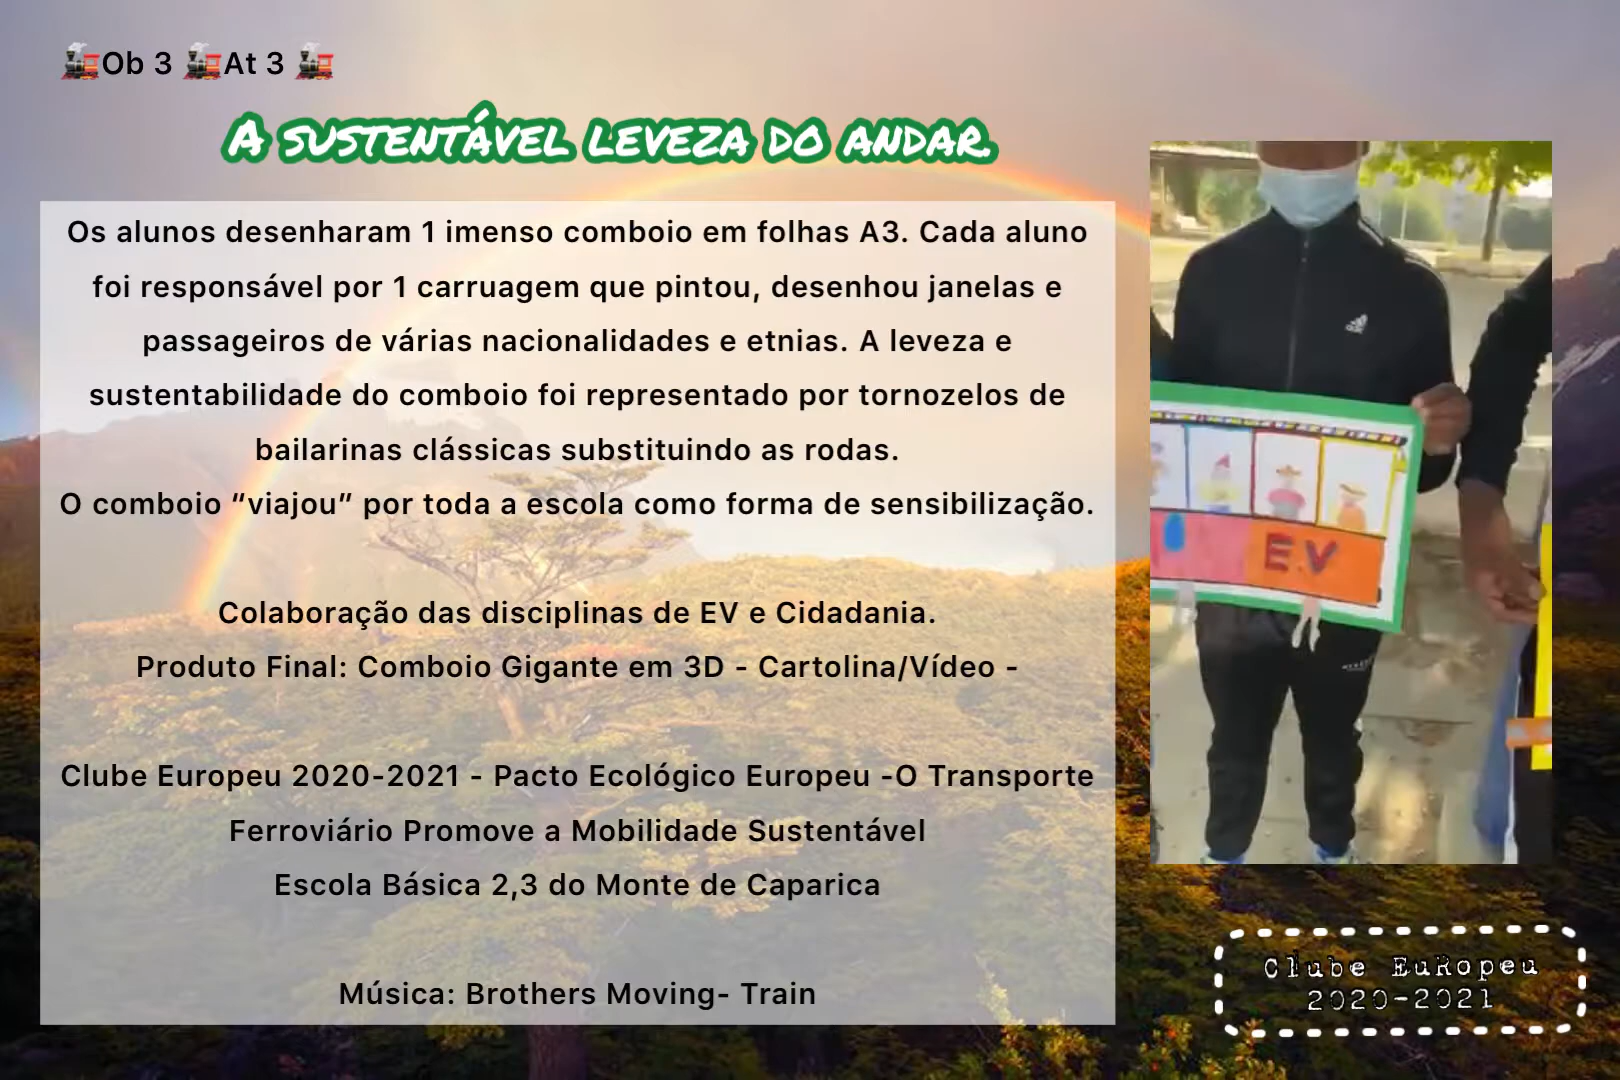 🚂Ob 3 🚂At 3 🚂
A SUSTENTÁVEL LEVEZA DO ANDAR.
Os alunos desenharam 1 imenso comboio em folhas A3. Cada aluno
foi responsável por 1 carruagem que pintou, desenhou janelas e
passageiros de várias nacionalidades e etnias. A leveza e
sustentabilidade do comboio foi representado por tornozelos de
bailarinas clássicas substituindo as rodas.
O comboio “viajou” por toda a escola como forma de sensibilização.
Colaboração das disciplinas de EV e Cidadania.
Produto Final: Comboio Gigante em 3D - Cartolina/Vídeo -
Clube Europeu 2020-2021 - Pacto Ecológico Europeu -O Transporte
Ferroviário Promove a Mobilidade Sustentável
Escola Básica 2,3 do Monte de Caparica
Música: Brothers Moving- Train
E.V
Clube EuRopeu
2020-2021